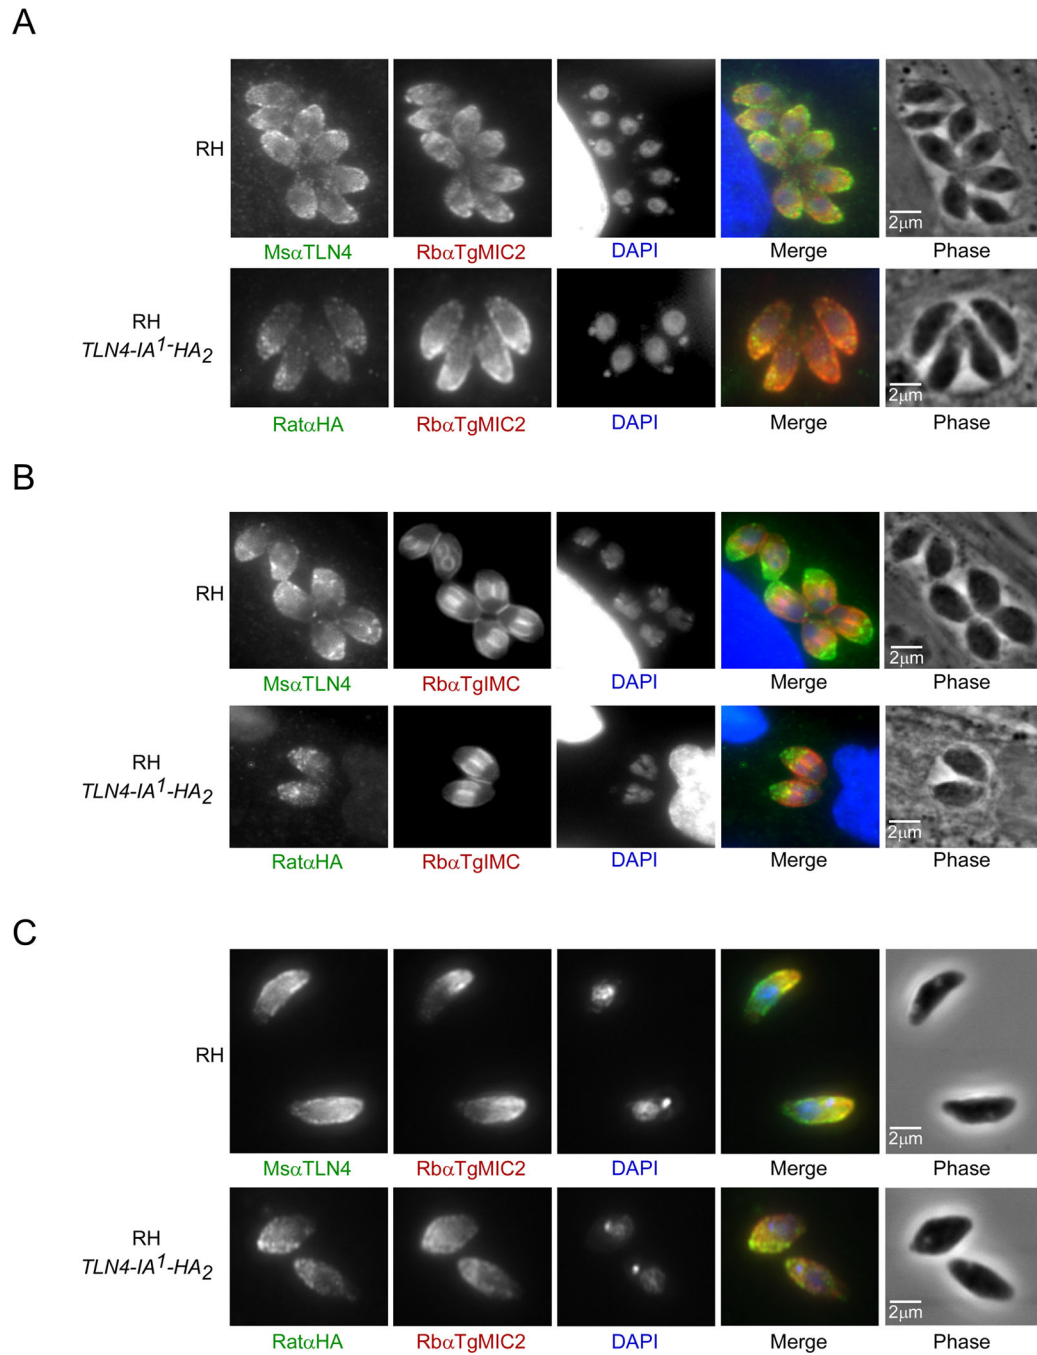 A
RH
2μm
MsαTLN4 RbαTgMIC2 DAPI Merge Phase
RH
TLN4-IA¹-HA₂
2μm
RatαHA RbαTgMIC2 DAPI Merge Phase
B
RH
2μm
MsαTLN4 RbαTgIMC DAPI Merge Phase
RH
TLN4-IA¹-HA₂
2μm
RatαHA RbαTgIMC DAPI Merge Phase
C
RH
2μm
MsαTLN4 RbαTgMIC2 DAPI Merge Phase
RH
TLN4-IA¹-HA₂
2μm
RatαHA RbαTgMIC2 DAPI Merge Phase